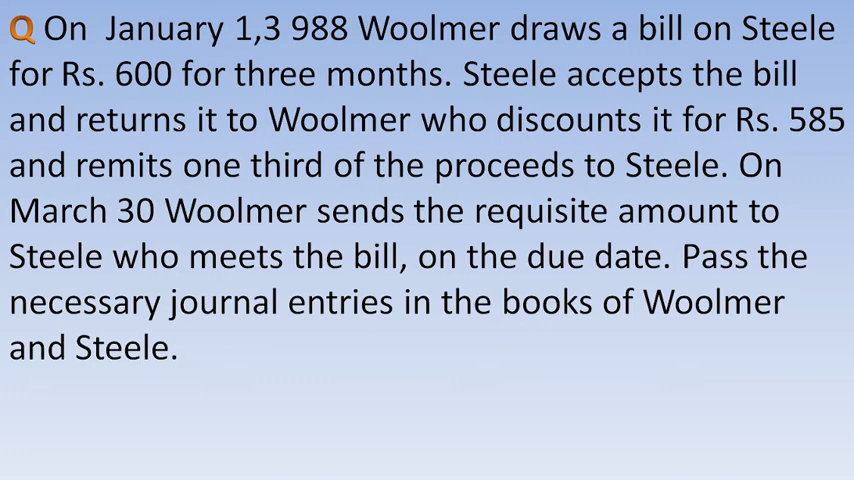 Q On January 1,3 988 Woolmer draws a bill on Steele
for Rs. 600 for three months. Steele accepts the bill
and returns it to Woolmer who discounts it for Rs. 585
and remits one third of the proceeds to Steele. On
March 30 Woolmer sends the requisite amount to
Steele who meets the bill, on the due date. Pass the
necessary journal entries in the books of Woolmer
and Steele.